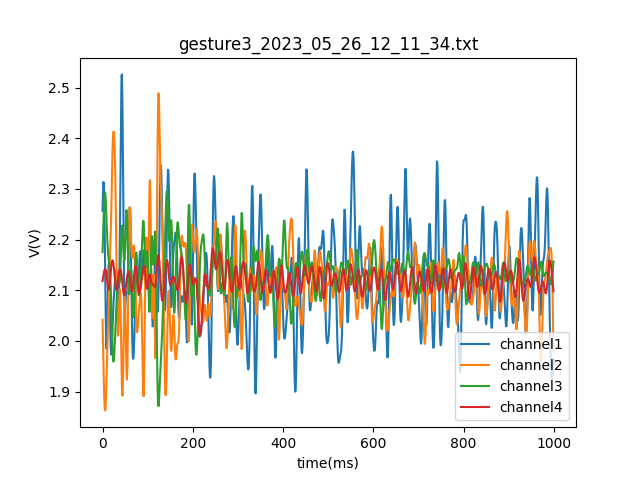 gesture3_2023_05_26_12_11_34.txt
V(V)
2.5
2.4
2.3
2.2
2.1
2.0
1.9
0 200 400 600 800 1000
time(ms)
channel1
channel2
channel3
channel4